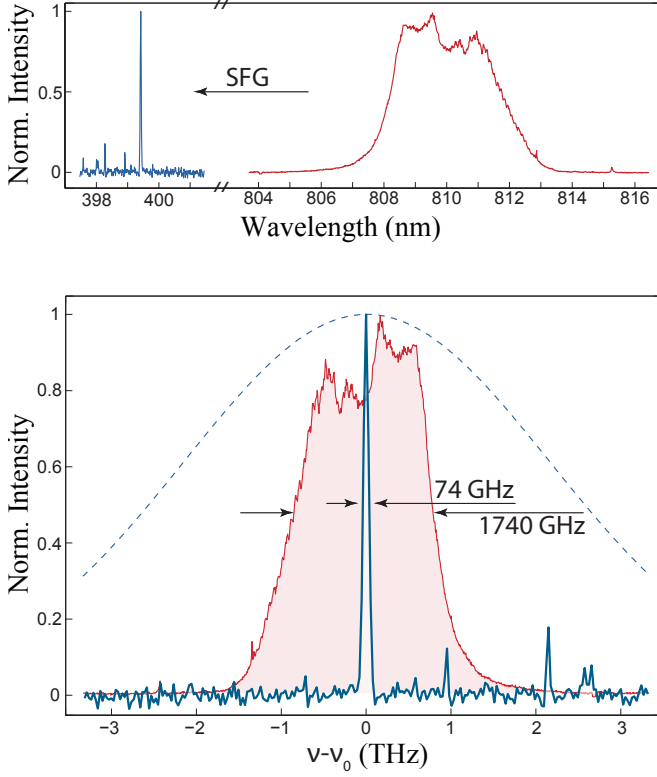 Norm. Intensity
1
0.5
0
SFG
398 400 804 806 808 810 812 814 816
Wavelength (nm)
Norm. Intensity
1
0.8
0.6
0.4
0.2
0
74 GHz
1740 GHz
−3 −2 −1 0 1 2 3
ν-ν₀ (THz)